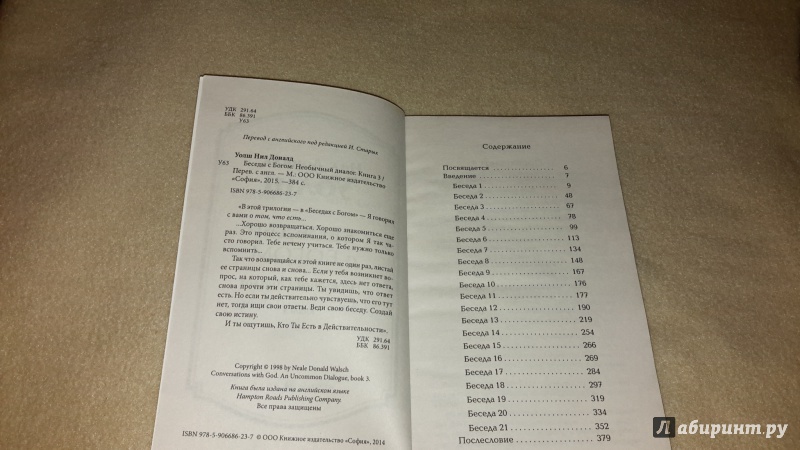 УДК 291.64
ББК 86.391
У63
Перевод с английского под редакцией И. Старых
Уолш Нил Дональд
У63 Беседы с Богом: Необычный диалог. Книга 3 /
Перев. с англ. — М.: ООО Книжное издательство
«София», 2015. — 384 с.
ISBN 978-5-906686-23-7
«В этой трилогии — в «Беседах с Богом» — Я говорил
с вами о том, что есть...
...Хорошо возвращаться. Хорошо знакомиться еще
раз. Это процесс вспоминания, о котором Я так ча-
сто говорил. Тебе нечему учиться. Тебе нужно только
вспомнить...
Так что возвращайся к этой книге не один раз, листай
ее страницы снова и снова... Если у тебя возникнет во-
прос, на который, как тебе кажется, здесь нет ответа,
снова прочти эти страницы. Ты увидишь, что ответ
есть. Но если ты действительно чувствуешь, что его тут
нет, тогда ищи свои ответы. Веди свою беседу. Создай
свою истину.
И ты ощутишь, Кто Ты Есть в Действительности».
УДК 291.64
ББК 86.391
Copyright © 1998 by Neale Donald Walsch
Conversations with God. An Uncommon Dialogue, book 3.
Книга была издана на английском языке
Hampton Roads Publishing Company.
Все права защищены
ISBN 978-5-906686-23-7 © ООО Книжное издательство «София», 2014
Содержание
Посвящается 6
Введение 7
Беседа 1 9
Беседа 2 48
Беседа 3 67
Беседа 4 78
Беседа 5 99
Беседа 6 113
Беседа 7 134
Беседа 8 148
Беседа 9 167
Беседа 10 176
Беседа 11 177
Беседа 12 190
Беседа 13 219
Беседа 14 254
Беседа 15 266
Беседа 16 269
Беседа 17 284
Беседа 18 297
Беседа 19 319
Беседа 20 334
Беседа 21 352
Послесловие 379
лабиринт.ру